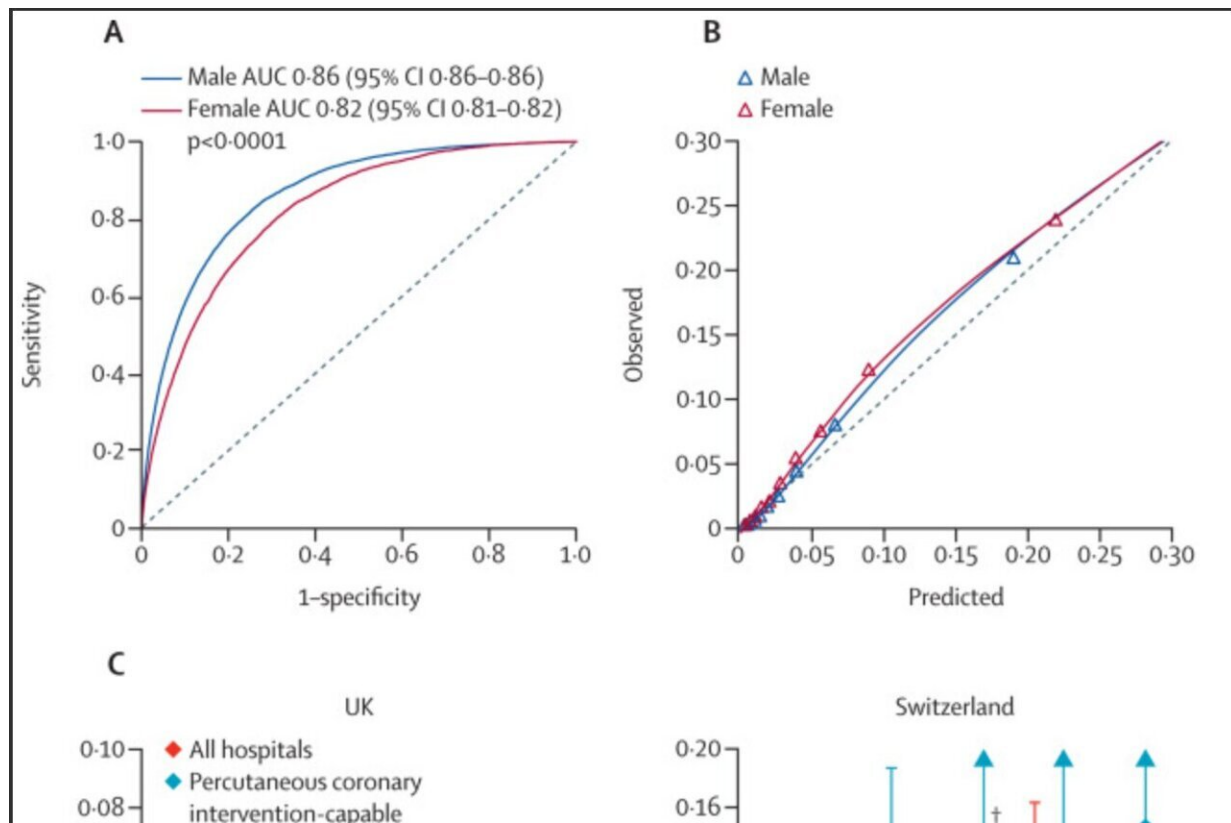 A
Male AUC 0·86 (95% CI 0·86–0·86)
Female AUC 0·82 (95% CI 0·81–0·82)
p<0·0001
1·0
0·8
0·6
0·4
0·2
0
Sensitivity
0 0·2 0·4 0·6 0·8 1·0
1–specificity
B
Male
Female
0·30
0·25
0·20
0·15
0·10
0·05
0
Observed
0 0·05 0·10 0·15 0·20 0·25 0·30
Predicted
C
UK
All hospitals
Percutaneous coronary
intervention-capable
0·10
0·08
Switzerland
0·20
0·16
†